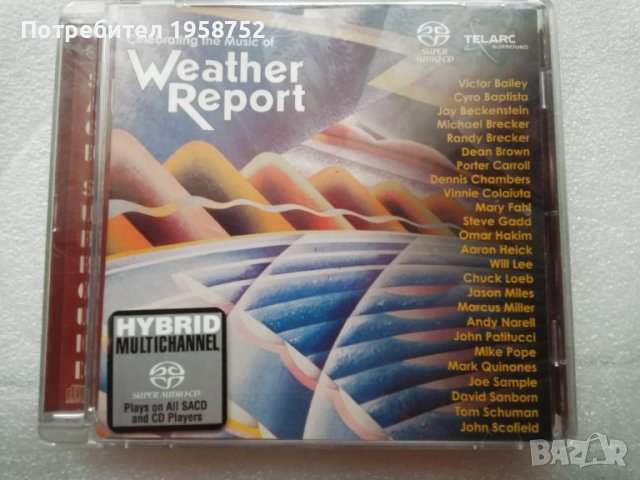 Потребител 1958752
Celebrating the Music of
Weather
Report
SUPER AUDIO CD
TELARC
SURROUND
Victor Bailey
Cyro Baptista
Jay Beckenstein
Michael Brecker
Randy Brecker
Dean Brown
Porter Carroll
Dennis Chambers
Vinnie Colaiuta
Mary Fahl
Steve Gadd
Omar Hakim
Aaron Heick
Will Lee
Chuck Loeb
Jason Miles
Marcus Miller
Andy Narell
John Patitucci
Mike Pope
Mark Quinones
Joe Sample
David Sanborn
Tom Schuman
John Scofield
HYBRID
MULTICHANNEL
SUPER AUDIO CD
Plays on All SACD
and CD Players
BAZAR
bg